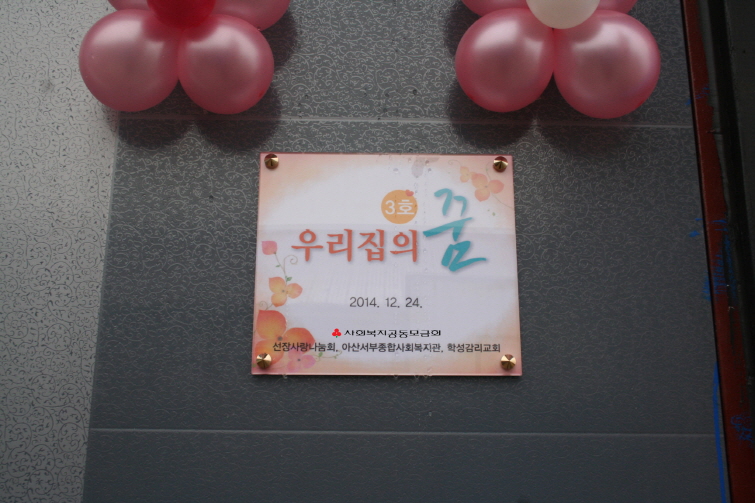 3호
우리집의 꿈
2014. 12. 24.
사회복지공동모금회
선장사랑나눔회, 아산서부종합사회복지관, 학성감리교회